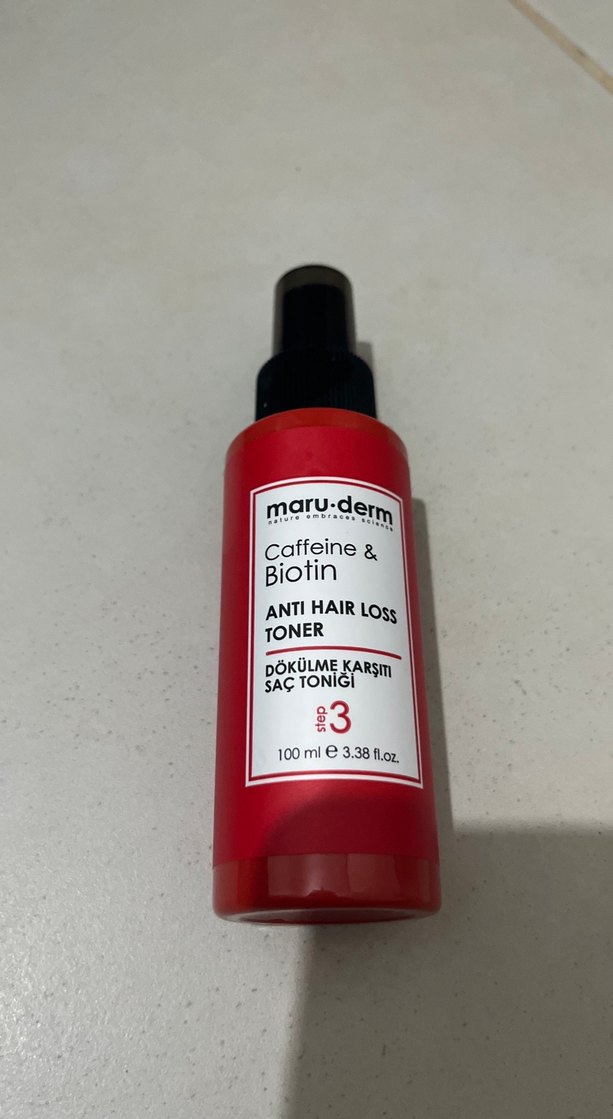 maru·derm
nature embraces science
Caffeine &
Biotin
ANTI HAIR LOSS
TONER
DÖKÜLME KARŞITI
SAÇ TONİĞİ
step 3
100 ml ℮ 3.38 fl.oz.